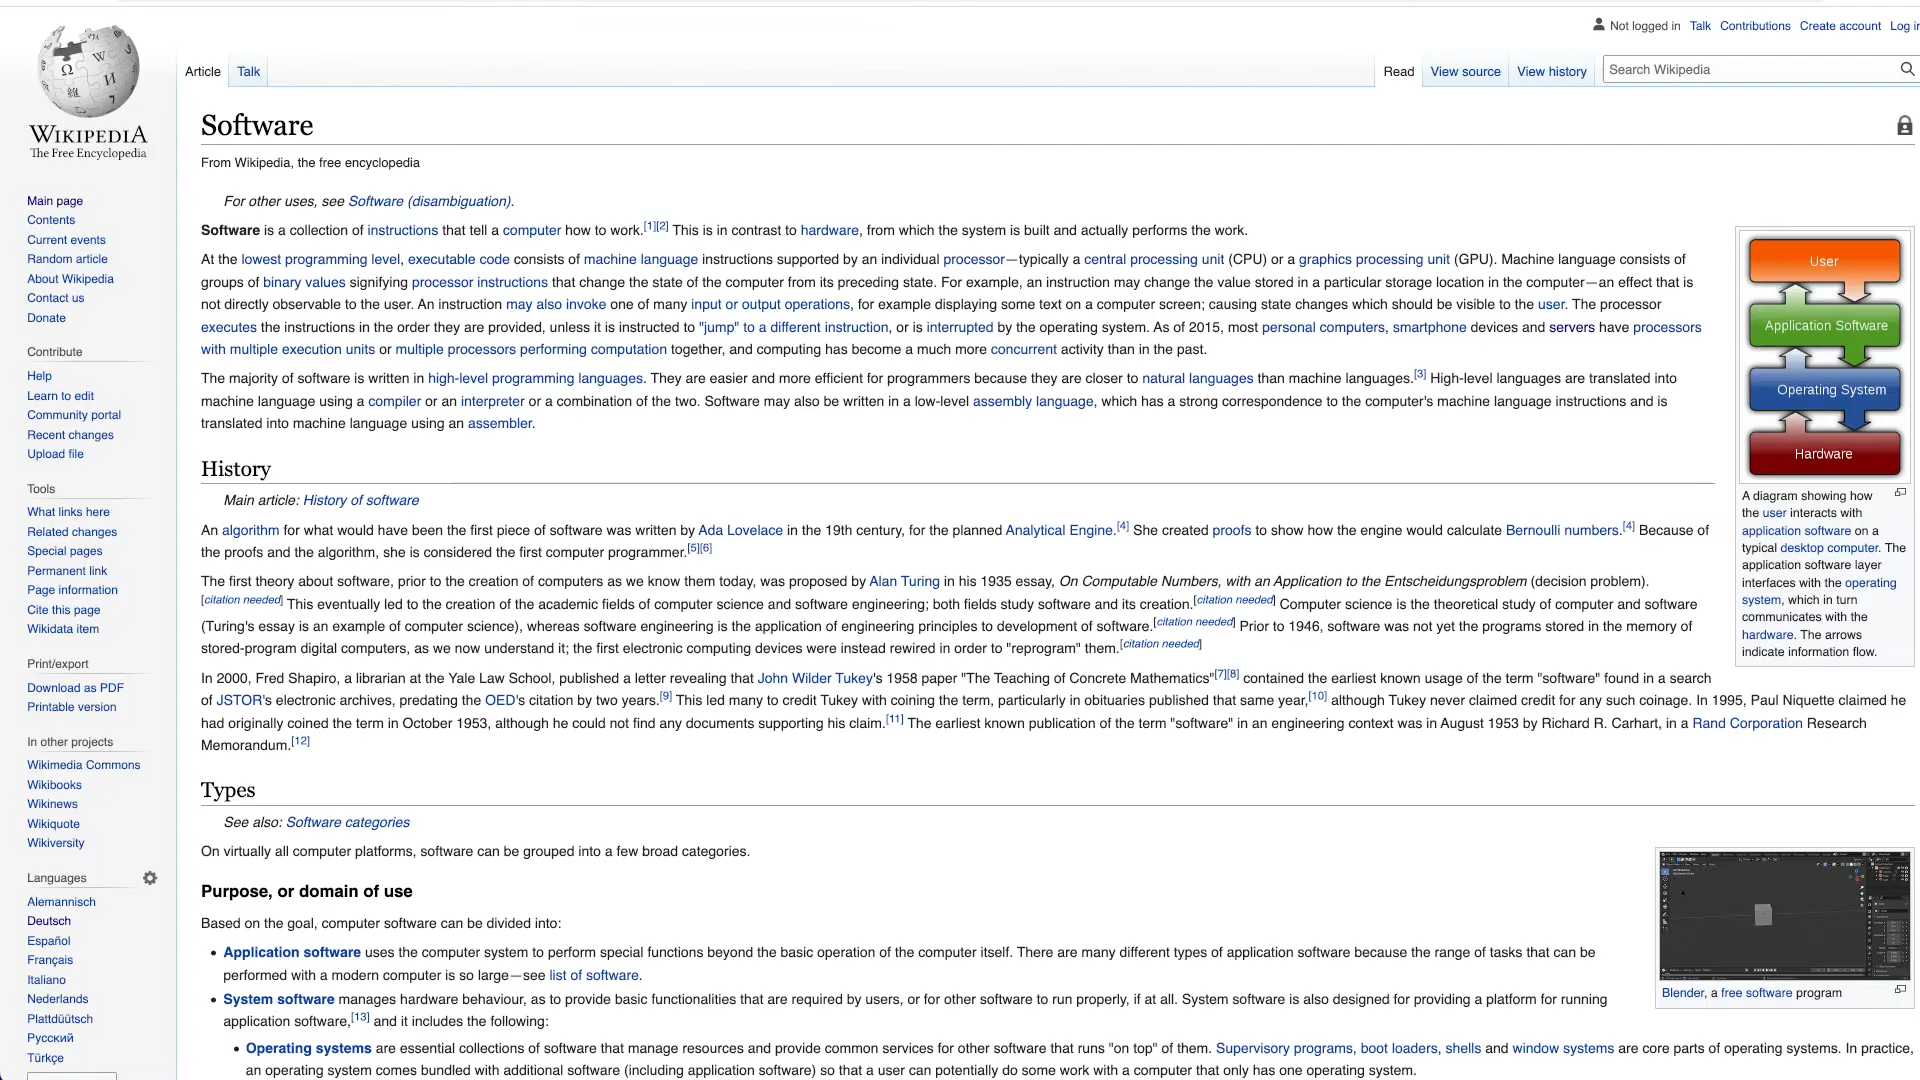 Not logged in Talk Contributions Create account Log in
Article Talk
Read View source View history Search Wikipedia
WIKIPEDIA
The Free Encyclopedia
Main page
Contents
Current events
Random article
About Wikipedia
Contact us
Donate
Contribute
Help
Learn to edit
Community portal
Recent changes
Upload file
Tools
What links here
Related changes
Special pages
Permanent link
Page information
Cite this page
Wikidata item
Print/export
Download as PDF
Printable version
In other projects
Wikimedia Commons
Wikibooks
Wikinews
Wikiquote
Wikiversity
Languages
Alemannisch
Deutsch
Español
Français
Italiano
Nederlands
Plattdüütsch
Русский
Türkçe
Software
From Wikipedia, the free encyclopedia
For other uses, see Software (disambiguation).
Software is a collection of instructions that tell a computer how to work.[1][2] This is in contrast to hardware, from which the system is built and actually performs the work.
At the lowest programming level, executable code consists of machine language instructions supported by an individual processor—typically a central processing unit (CPU) or a graphics processing unit (GPU). Machine language consists of
groups of binary values signifying processor instructions that change the state of the computer from its preceding state. For example, an instruction may change the value stored in a particular storage location in the computer—an effect that is
not directly observable to the user. An instruction may also invoke one of many input or output operations, for example displaying some text on a computer screen; causing state changes which should be visible to the user. The processor
executes the instructions in the order they are provided, unless it is instructed to "jump" to a different instruction, or is interrupted by the operating system. As of 2015, most personal computers, smartphone devices and servers have processors
with multiple execution units or multiple processors performing computation together, and computing has become a much more concurrent activity than in the past.
The majority of software is written in high-level programming languages. They are easier and more efficient for programmers because they are closer to natural languages than machine languages.[3] High-level languages are translated into
machine language using a compiler or an interpreter or a combination of the two. Software may also be written in a low-level assembly language, which has a strong correspondence to the computer's machine language instructions and is
translated into machine language using an assembler.
User
Application Software
Operating System
Hardware
A diagram showing how
the user interacts with
application software on a
typical desktop computer. The
application software layer
interfaces with the operating
system, which in turn
communicates with the
hardware. The arrows
indicate information flow.
History
Main article: History of software
An algorithm for what would have been the first piece of software was written by Ada Lovelace in the 19th century, for the planned Analytical Engine.[4] She created proofs to show how the engine would calculate Bernoulli numbers.[4] Because of
the proofs and the algorithm, she is considered the first computer programmer.[5][6]
The first theory about software, prior to the creation of computers as we know them today, was proposed by Alan Turing in his 1935 essay, On Computable Numbers, with an Application to the Entscheidungsproblem (decision problem).
[citation needed] This eventually led to the creation of the academic fields of computer science and software engineering; both fields study software and its creation.[citation needed] Computer science is the theoretical study of computer and software
(Turing's essay is an example of computer science), whereas software engineering is the application of engineering principles to development of software.[citation needed] Prior to 1946, software was not yet the programs stored in the memory of
stored-program digital computers, as we now understand it; the first electronic computing devices were instead rewired in order to "reprogram" them.[citation needed]
In 2000, Fred Shapiro, a librarian at the Yale Law School, published a letter revealing that John Wilder Tukey's 1958 paper "The Teaching of Concrete Mathematics"[7][8] contained the earliest known usage of the term "software" found in a search
of JSTOR's electronic archives, predating the OED's citation by two years.[9] This led many to credit Tukey with coining the term, particularly in obituaries published that same year,[10] although Tukey never claimed credit for any such coinage. In 1995, Paul Niquette claimed he
had originally coined the term in October 1953, although he could not find any documents supporting his claim.[11] The earliest known publication of the term "software" in an engineering context was in August 1953 by Richard R. Carhart, in a Rand Corporation Research
Memorandum.[12]
Types
See also: Software categories
On virtually all computer platforms, software can be grouped into a few broad categories.
Purpose, or domain of use
Based on the goal, computer software can be divided into:
• Application software uses the computer system to perform special functions beyond the basic operation of the computer itself. There are many different types of application software because the range of tasks that can be
performed with a modern computer is so large—see list of software.
• System software manages hardware behaviour, as to provide basic functionalities that are required by users, or for other software to run properly, if at all. System software is also designed for providing a platform for running
application software,[13] and it includes the following:
• Operating systems are essential collections of software that manage resources and provide common services for other software that runs "on top" of them. Supervisory programs, boot loaders, shells and window systems are core parts of operating systems. In practice,
an operating system comes bundled with additional software (including application software) so that a user can potentially do some work with a computer that only has one operating system.
Blender, a free software program